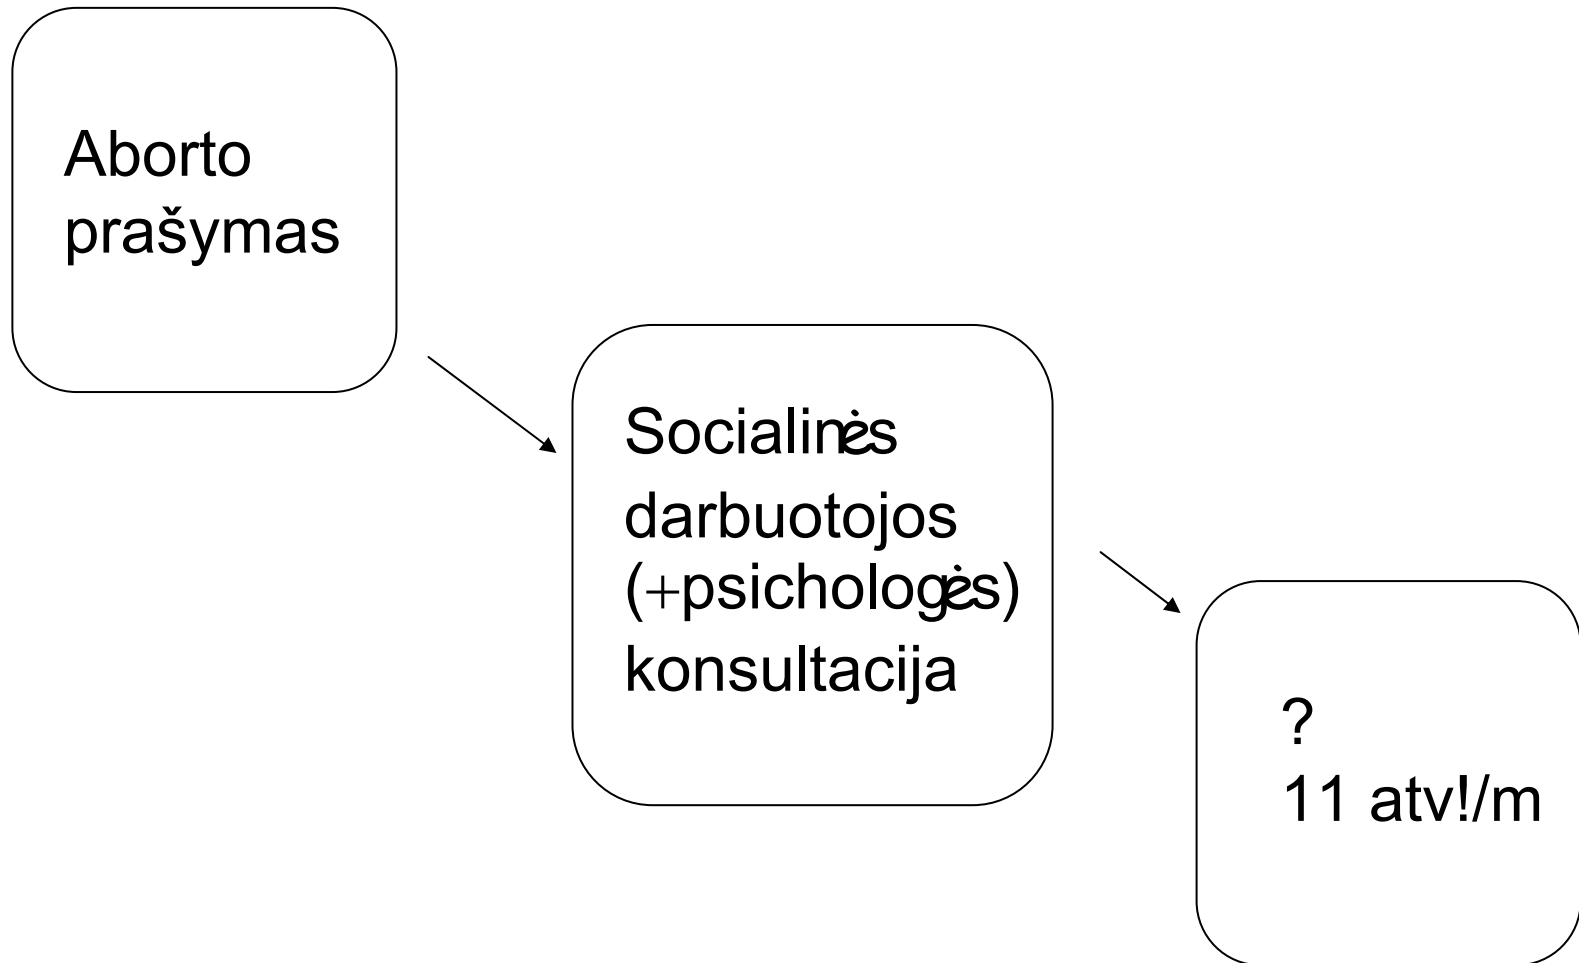 Aborto
prašymas
Socialinės
darbuotojos
(+psichologės)
konsultacija
?
11 atv!/m